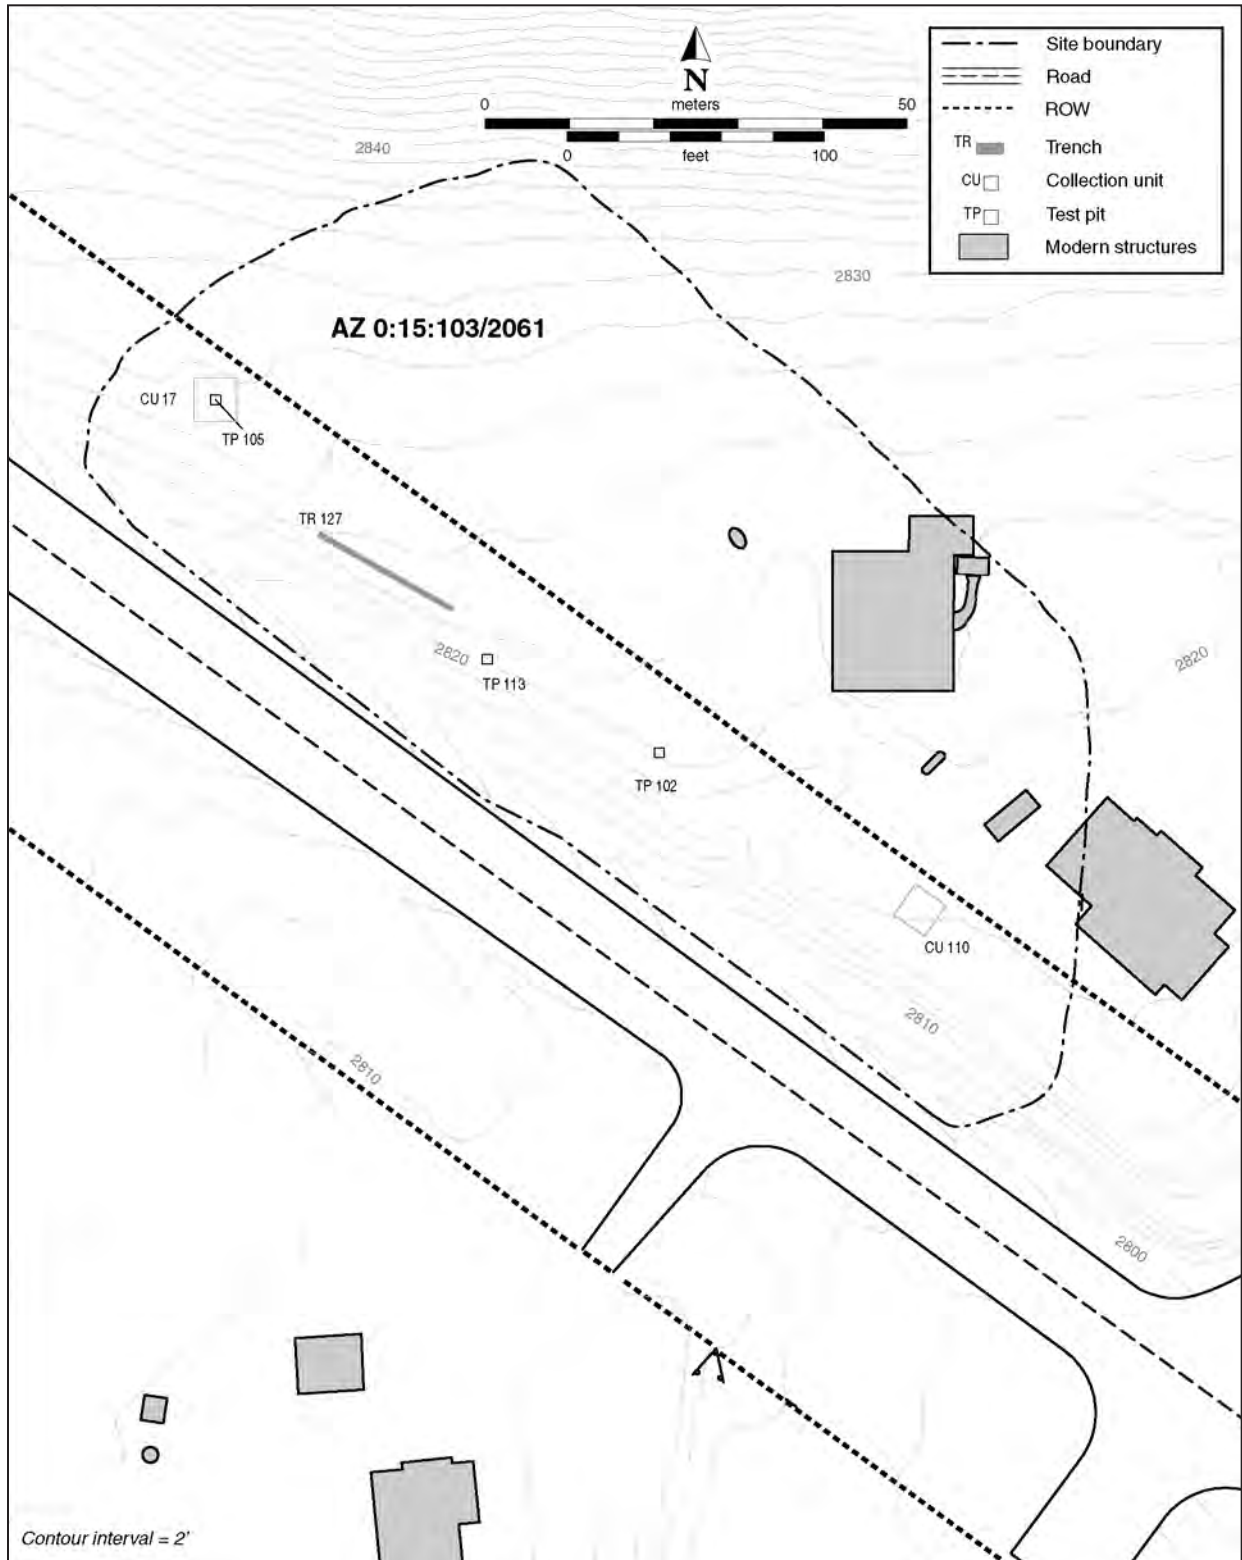 Site boundary
Road
ROW
TR Trench
CU Collection unit
TP Test pit
Modern structures
N
0 meters 50
0 feet 100
2840
2830
AZ 0:15:103/2061
CU 17
TP 105
TR 127
2820
TP 113
2820
TP 102
CU 110
2810
2810
2800
Contour interval = 2'